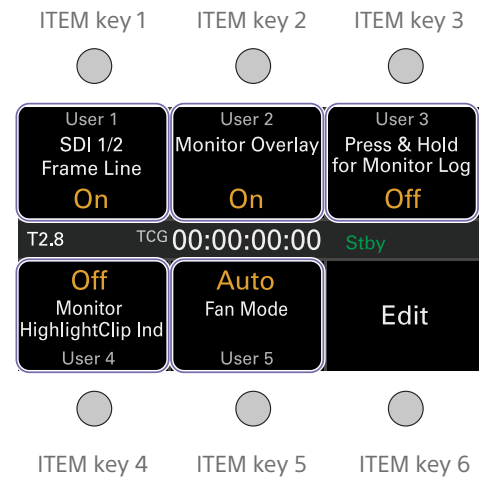 ITEM key 1 ITEM key 2 ITEM key 3
User 1 User 2 User 3
SDI 1/2 Monitor Overlay Press & Hold
Frame Line for Monitor Log
On On Off
T2.8 TCG 00:00:00:00 Stby
Off Auto
Monitor Fan Mode Edit
HighlightClip Ind
User 4 User 5
ITEM key 4 ITEM key 5 ITEM key 6